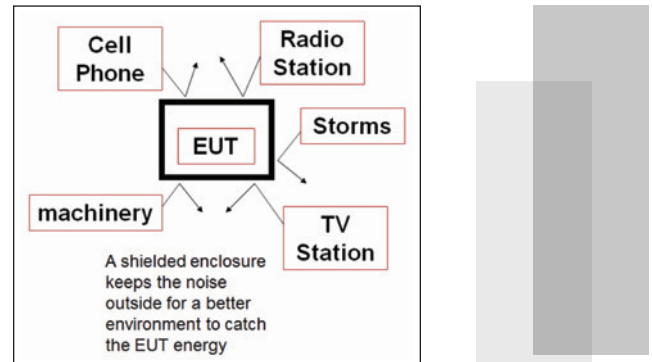 Cell
Phone
Radio
Station
EUT
Storms
machinery
TV
Station
A shielded enclosure
keeps the noise
outside for a better
environment to catch
the EUT energy